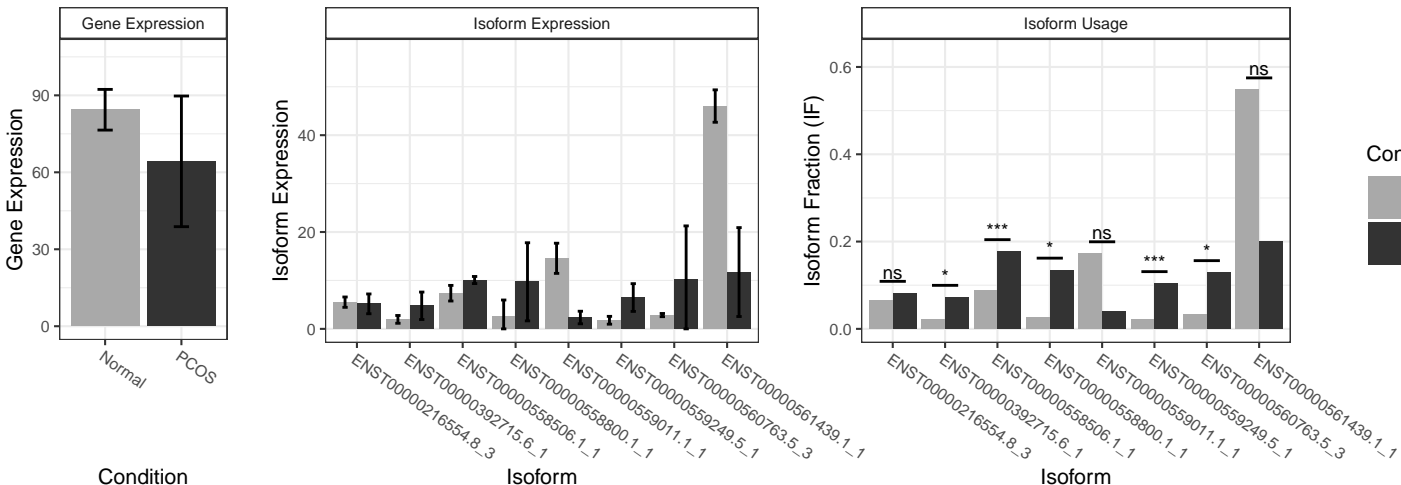 Gene Expression
Isoform Expression
Isoform Usage
Gene Expression
90
60
30
0
Normal
PCOS
Condition
Isoform Expression
40
20
0
ENST00000216554.8_3
ENST00000392715.6_1
ENST00000558506.1_1
ENST00000558800.1_1
ENST00000559011.1_1
ENST00000559249.5_1
ENST00000560763.5_3
ENST00000561439.1_1
Isoform
Isoform Fraction (IF)
0.6
0.4
0.2
0.0
ns
*
***
*
ns
***
*
ns
ENST00000216554.8_3
ENST00000392715.6_1
ENST00000558506.1_1
ENST00000558800.1_1
ENST00000559011.1_1
ENST00000559249.5_1
ENST00000560763.5_3
ENST00000561439.1_1
Isoform